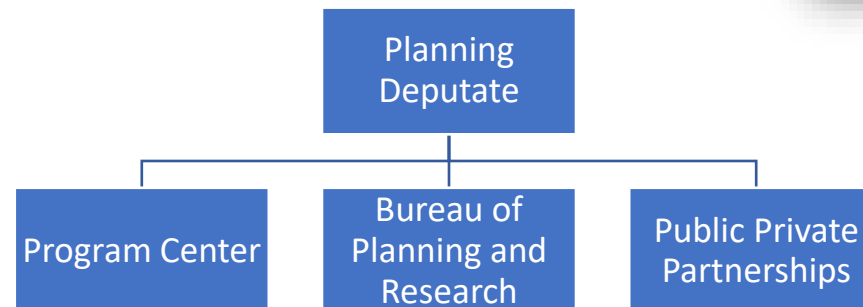 Planning
Deputate
Program Center
Bureau of
Planning and
Research
Public Private
Partnerships